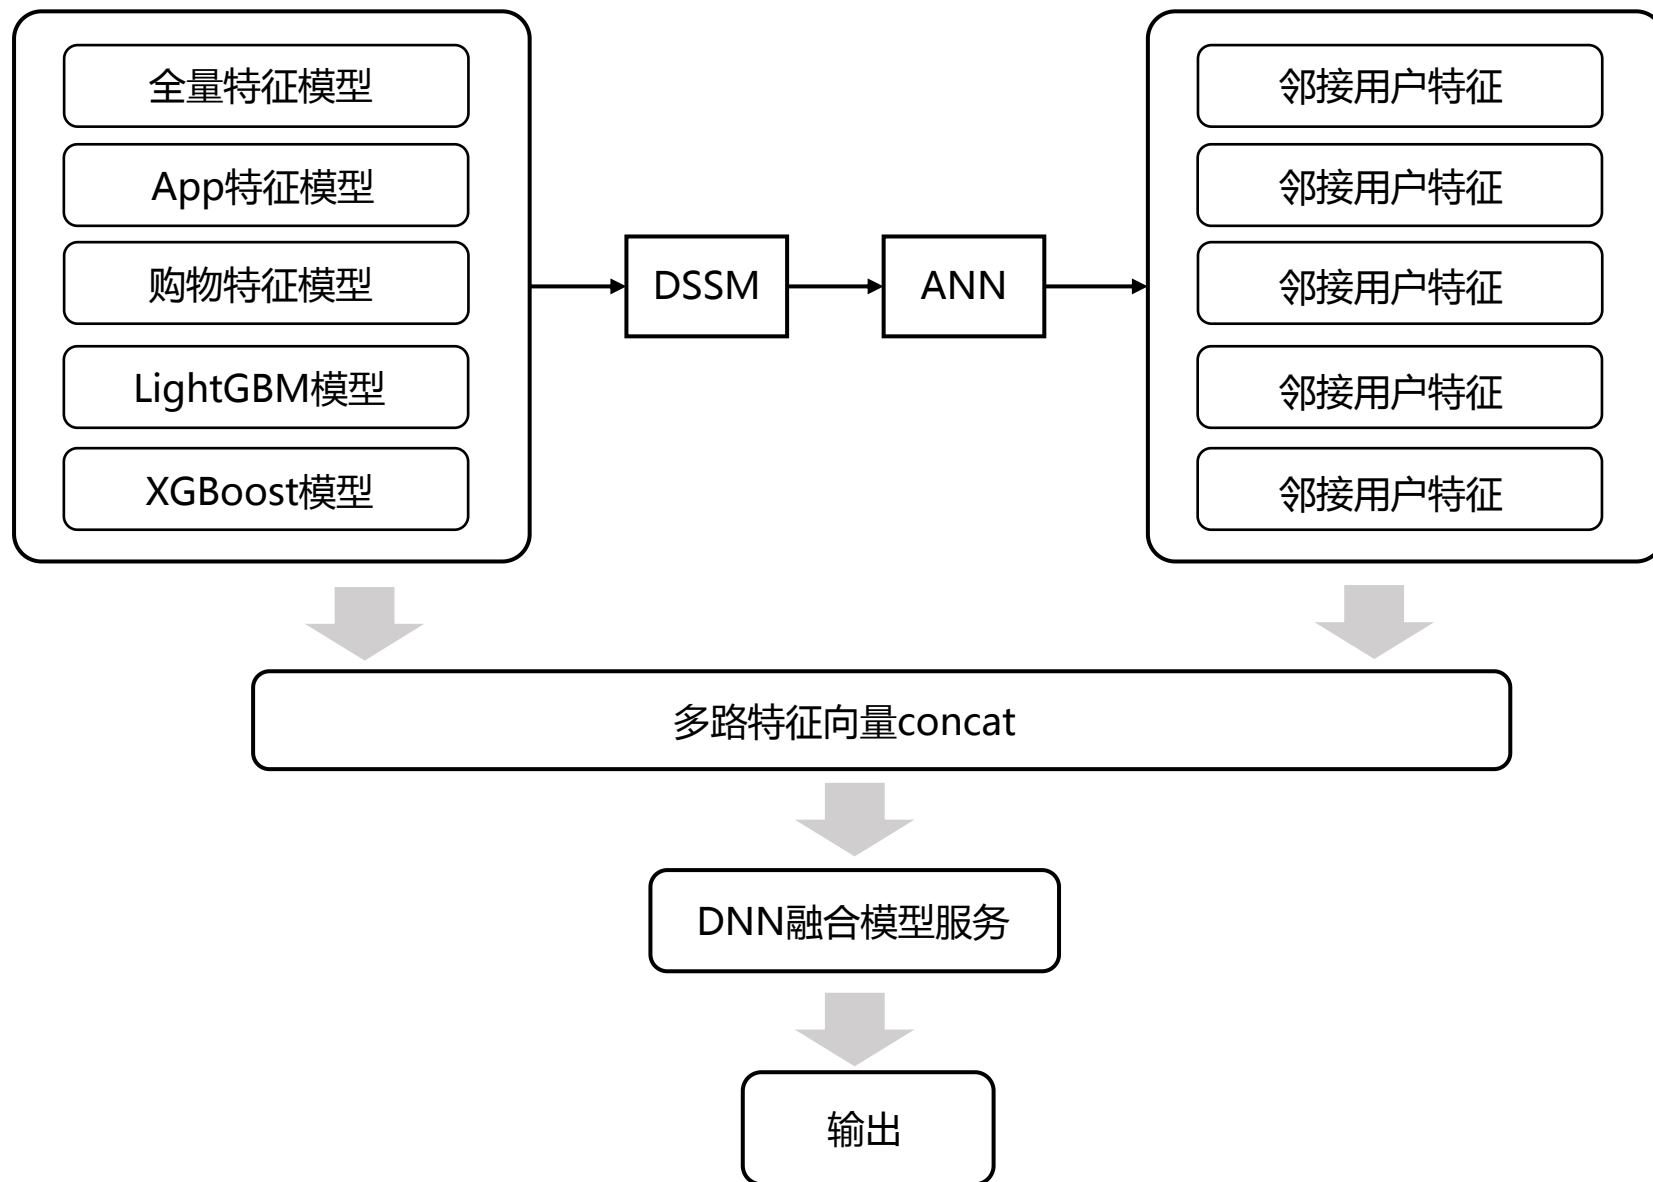 全量特征模型
App特征模型
购物特征模型
LightGBM模型
XGBoost模型
DSSM
ANN
邻接用户特征
邻接用户特征
邻接用户特征
邻接用户特征
邻接用户特征
多路特征向量concat
DNN融合模型服务
输出